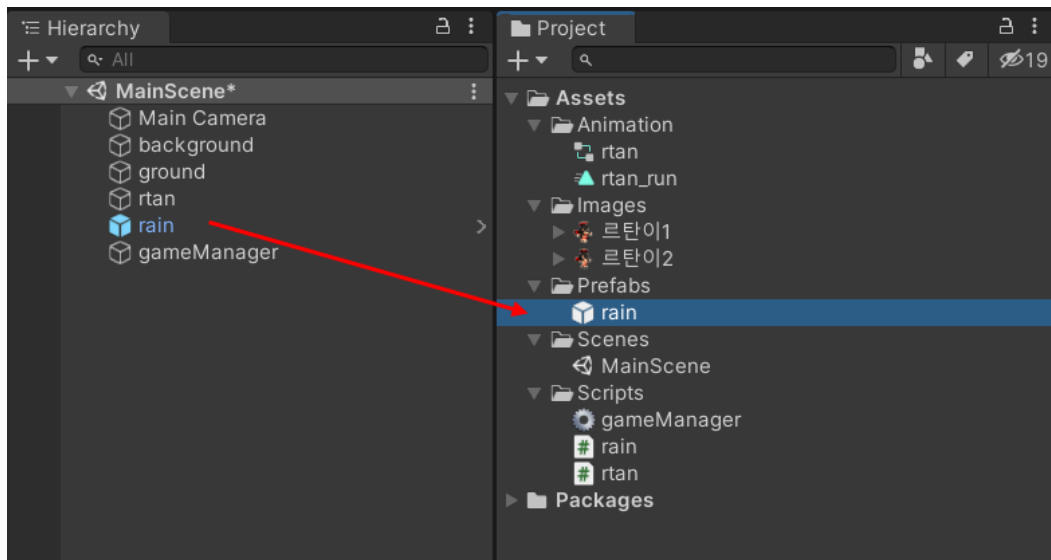 Hierarchy
All
MainScene*
Main Camera
background
ground
rtan
rain
gameManager
Project
19
Assets
Animation
rtan
rtan_run
Images
르탄이1
르탄이2
Prefabs
rain
Scenes
MainScene
Scripts
gameManager
# rain
# rtan
Packages